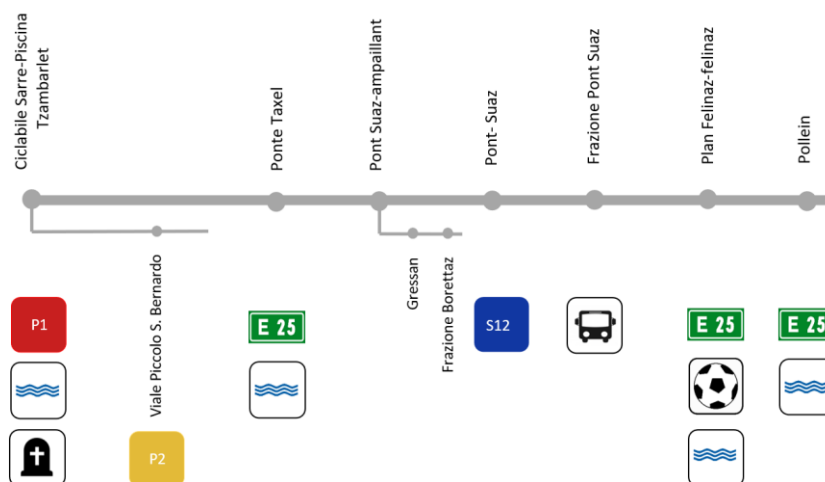 Ciclabile Sarre-Piscina
Tzambarlet
Ponte Taxel
Pont Suaz-ampaillant
Pont- Suaz
Frazione Pont Suaz
Plan Felinaz-felinaz
Pollein
Viale Piccolo S. Bernardo
Gressan
Frazione Borettaz
P1
E 25
S12
E 25
E 25
P2